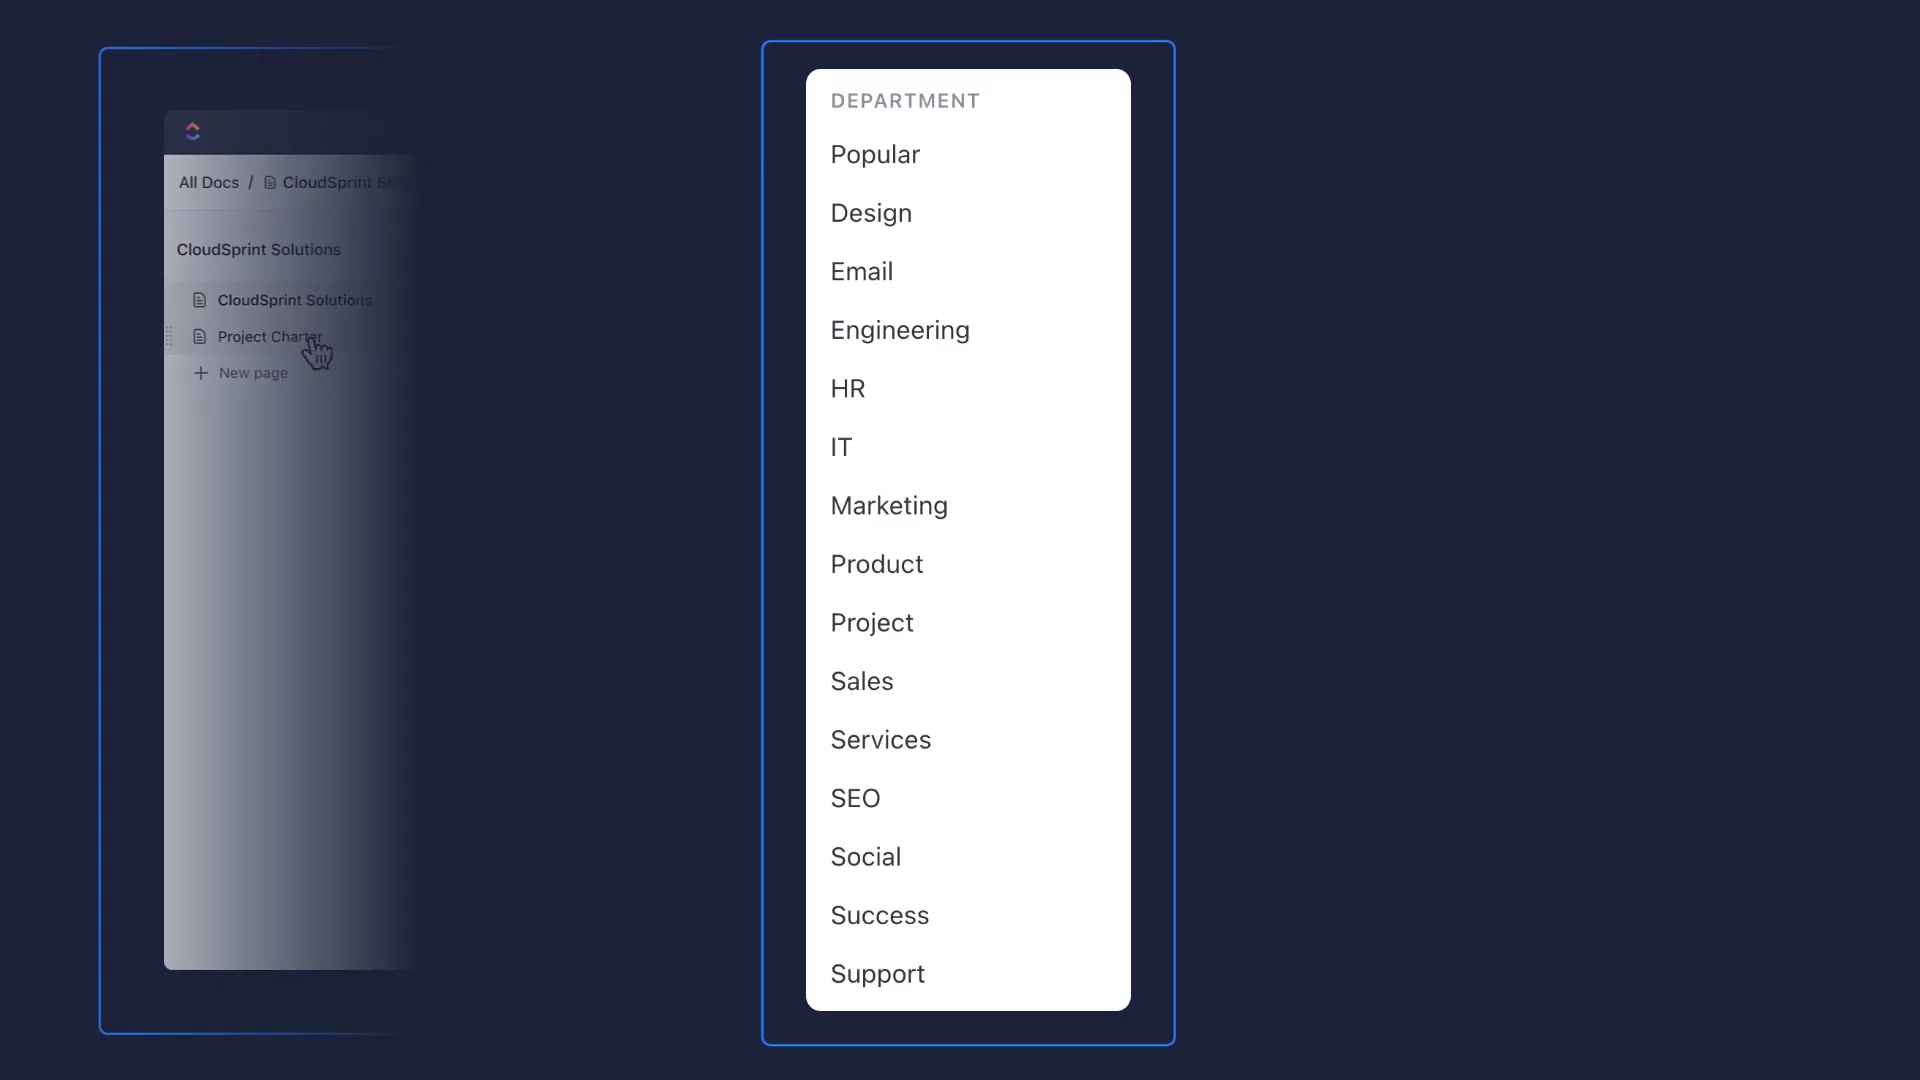 All Docs / CloudSprint Solu
CloudSprint Solutions
CloudSprint Solutions
Project Charter
New page
DEPARTMENT
Popular
Design
Email
Engineering
HR
IT
Marketing
Product
Project
Sales
Services
SEO
Social
Success
Support